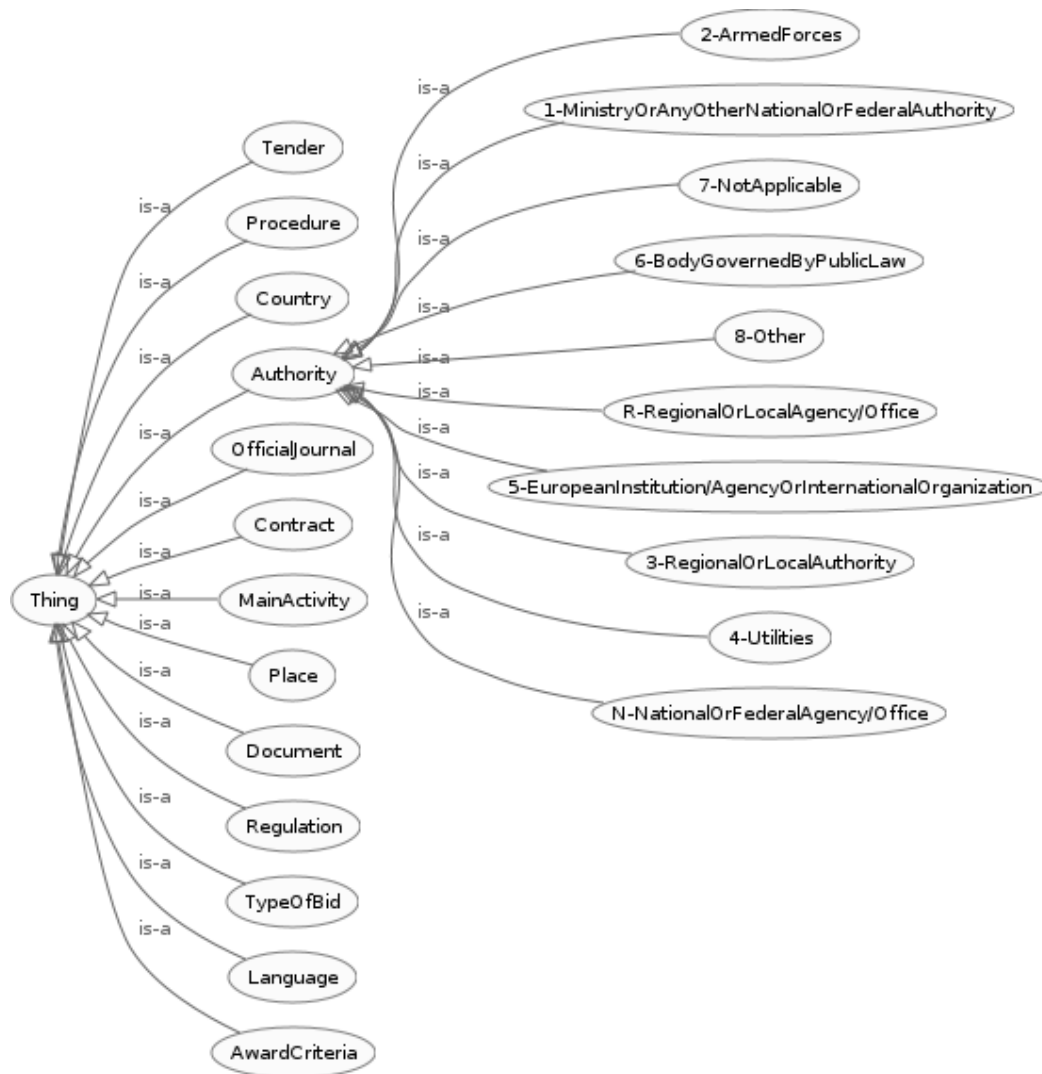 2-ArmedForces
is-a
1-MinistryOrAnyOtherNationalOrFederalAuthority
Tender
is-a
7-NotApplicable
is-a
Procedure
is-a
6-BodyGovernedByPublicLaw
is-a
Country
is-a
8-Other
is-a
Authority
is-a
R-RegionalOrLocalAgency/Office
is-a
is-a
OfficialJournal
is-a
5-EuropeanInstitution/AgencyOrInternationalOrganization
is-a
Contract
is-a
3-RegionalOrLocalAuthority
is-a
Thing
is-a
MainActivity
is-a
is-a
4-Utilities
Place
is-a
N-NationalOrFederalAgency/Office
is-a
Document
is-a
Regulation
is-a
TypeOfBid
is-a
Language
AwardCriteria